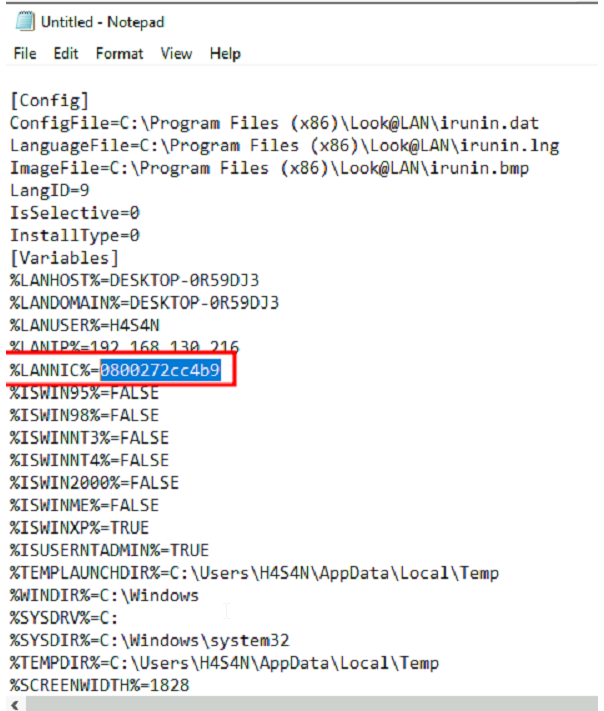 Untitled - Notepad
File Edit Format View Help
[Config]
ConfigFile=C:\Program Files (x86)\Look@LAN\irunin.dat
LanguageFile=C:\Program Files (x86)\Look@LAN\irunin.lng
ImageFile=C:\Program Files (x86)\Look@LAN\irunin.bmp
LangID=9
IsSelective=0
InstallType=0
[Variables]
%LANHOST%=DESKTOP-0R59DJ3
%LANDOMAIN%=DESKTOP-0R59DJ3
%LANUSER%=H4S4N
%LANIP%=192.168.130.216
%LANNIC%=0800272cc4b9
%ISWIN95%=FALSE
%ISWIN98%=FALSE
%ISWINNT3%=FALSE
%ISWINNT4%=FALSE
%ISWIN2000%=FALSE
%ISWINME%=FALSE
%ISWINXP%=TRUE
%ISUSERNTADMIN%=TRUE
%TEMPLAUNCHDIR%=C:\Users\H4S4N\AppData\Local\Temp
%WINDIR%=C:\Windows
%SYSDRV%=C:
%SYSDIR%=C:\Windows\system32
%TEMPDIR%=C:\Users\H4S4N\AppData\Local\Temp
%SCREENWIDTH%=1828